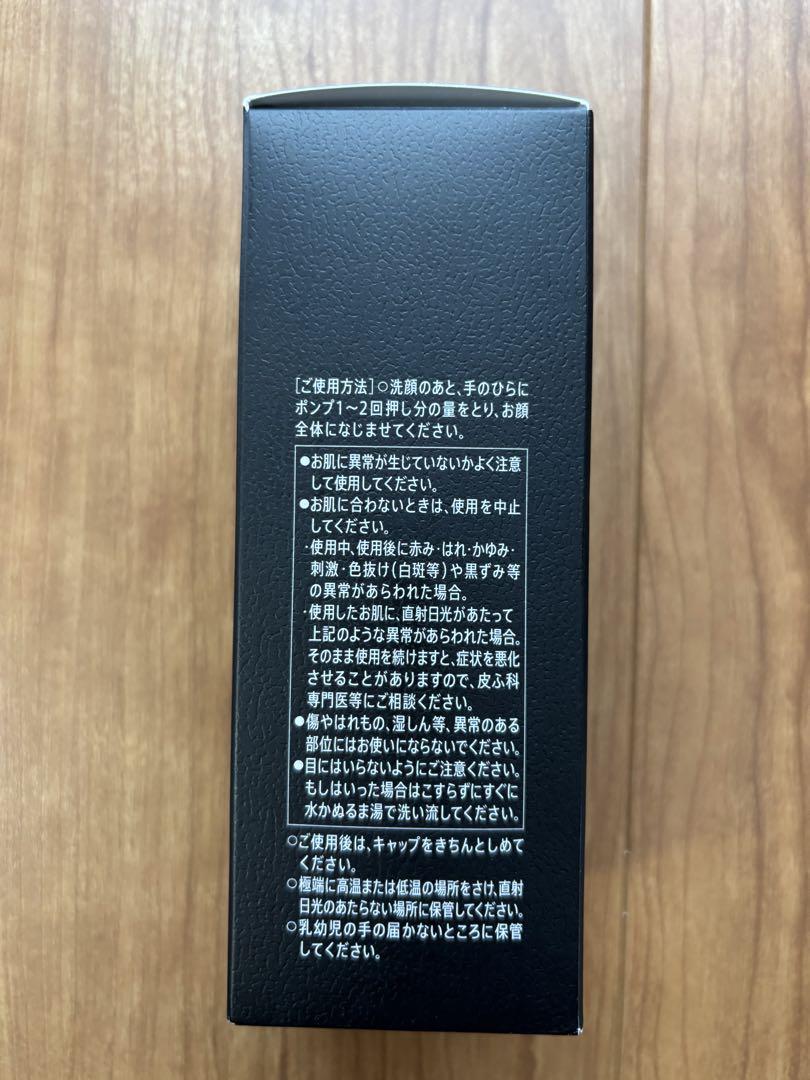 [ご使用方法]○洗顔のあと、手のひらに
ポンプ1〜2回押し分の量をとり、お顔
全体になじませてください。
●お肌に異常が生じていないかよく注意
して使用してください。
●お肌に合わないときは、使用を中止
してください。
・使用中、使用後に赤み・はれ・かゆみ・
刺激・色抜け(白斑等)や黒ずみ等
の異常があらわれた場合。
・使用したお肌に、直射日光があたって
上記のような異常があらわれた場合。
そのまま使用を続けますと、症状を悪化
させることがありますので、皮ふ科
専門医等にご相談ください。
●傷やはれもの、湿しん等、異常のある
部位にはお使いにならないでください。
●目にはいらないようにご注意ください。
もしはいった場合はこすらずにすぐに
水かぬるま湯で洗い流してください。
○ご使用後は、キャップをきちんとしめて
ください。
○極端に高温または低温の場所をさけ、直射
日光のあたらない場所に保管してください。
○乳幼児の手の届かないところに保管
してください。